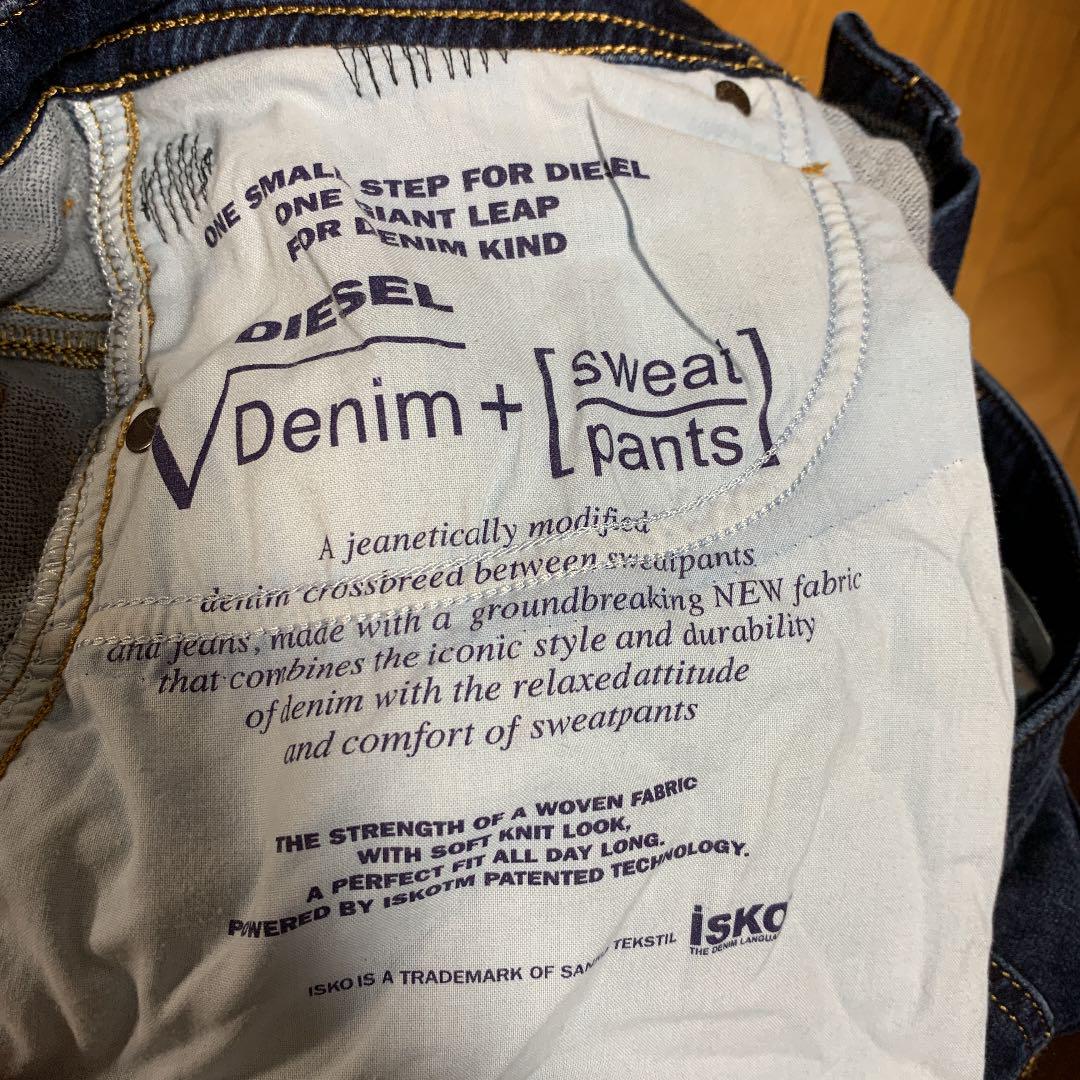 ONE SMALL STEP FOR DIESEL
ONE GIANT LEAP
FOR DENIM KIND
DIESEL
√Denim + [sweat
pants]
A jeanetically modified
denim crossbreed between sweatpants
and jeans, made with a groundbreaking NEW fabric
that combines the iconic style and durability
of denim with the relaxed attitude
and comfort of sweatpants
THE STRENGTH OF A WOVEN FABRIC
WITH SOFT KNIT LOOK,
A PERFECT FIT ALL DAY LONG.
POWERED BY ISKOTM PATENTED TECHNOLOGY.
ISKO IS A TRADEMARK OF TEKSTIL
isko
THE DENIM